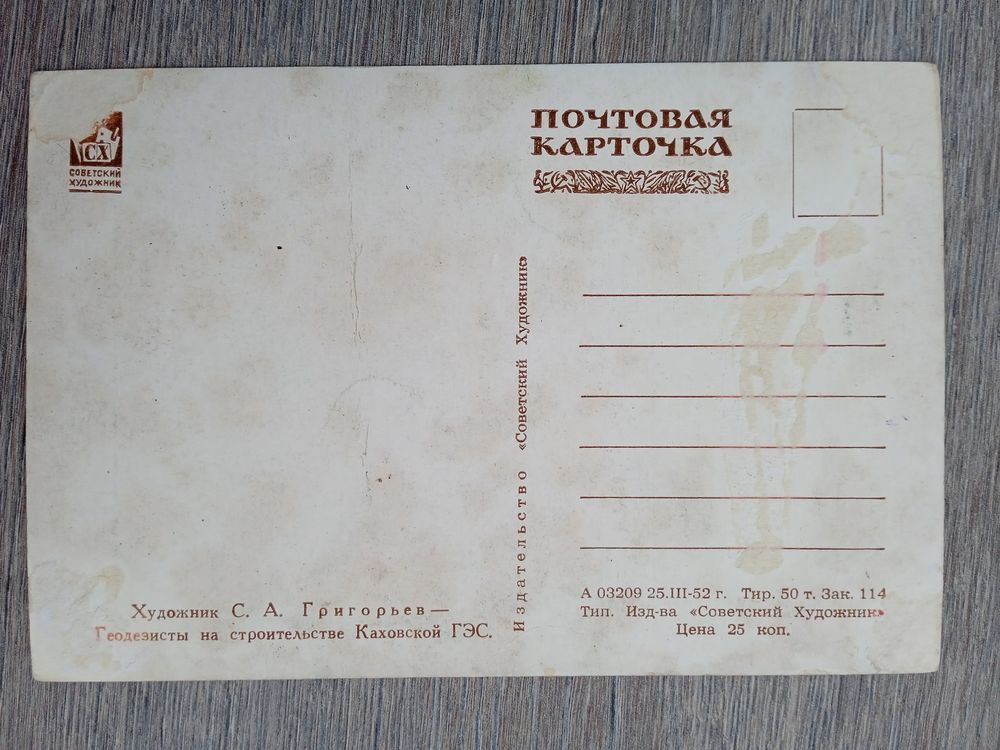 СХ
СОВЕТСКИЙ
ХУДОЖНИК
ПОЧТОВАЯ
КАРТОЧКА
Издательство «Советский Художник»
Художник С. А. Григорьев—
Геодезисты на строительстве Каховской ГЭС.
А 03209 25.III-52 г. Тир. 50 т. Зак. 114
Тип. Изд-ва «Советский Художник»
Цена 25 коп.